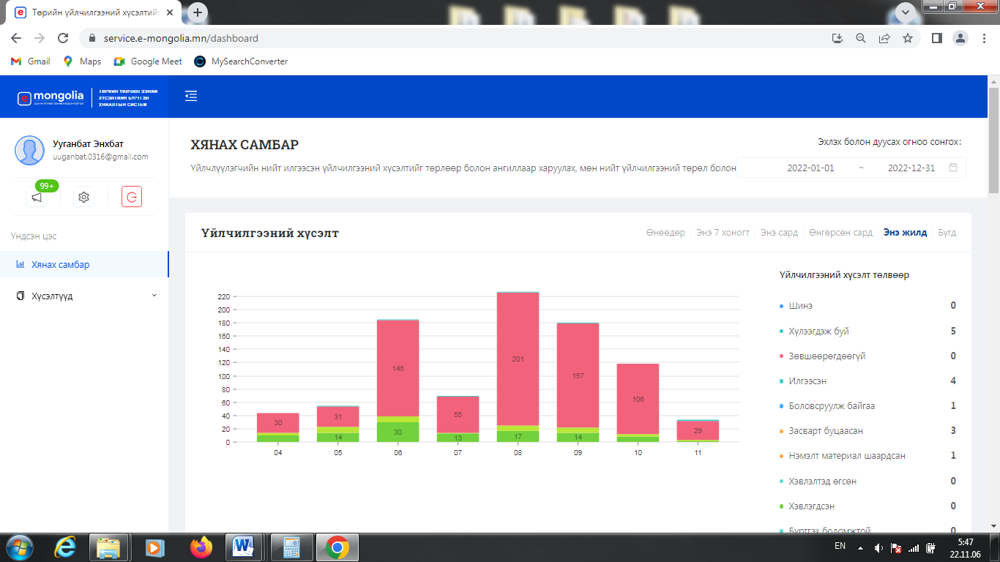 Төрийн үйлчилгээний хүсэлтийн
service.e-mongolia.mn/dashboard
Gmail
Maps
Google Meet
MySearchConverter
e mongolia
ТӨРИЙН ҮЙЛЧИЛГЭЭНИЙ
ХҮСЭЛТИЙН БҮРТГЭЛ
ХЯНАЛТЫН СИСТЕМ
Ууганбат Энхбат
uuganbat.0316@gmail.com
99+
Үндсэн цэс
Хянах самбар
Хүсэлтүүд
ХЯНАХ САМБАР
Үйлчлүүлэгчийн нийт илгээсэн үйлчилгээний хүсэлтийг төрлөөр болон ангиллаар харуулах, мөн нийт үйлчилгээний төрөл болон
Эхлэх болон дуусах огноо сонгох:
2022-01-01 ~ 2022-12-31
Үйлчилгээний хүсэлт
Өнөөдөр Энэ 7 хоногт Энэ сард Өнгөрсөн сард Энэ жилд Бүгд
220
200
180
160
140
120
100
80
60
40
20
0
30
31
14
145
30
55
13
201
17
157
14
106
29
04 05 06 07 08 09 10 11
Үйлчилгээний хүсэлт төлвөөр
Шинэ 0
Хүлээгдэж буй 5
Зөвшөөрөгдөөгүй 0
Илгээсэн 4
Боловсруулж байгаа 1
Засварт буцаасан 3
Нэмэлт материал шаардсан 1
Хэвлэлтэд өгсөн 0
Хэвлэгдсэн 0
Бүртгэх боломжтой 0
EN
5:47
22.11.06